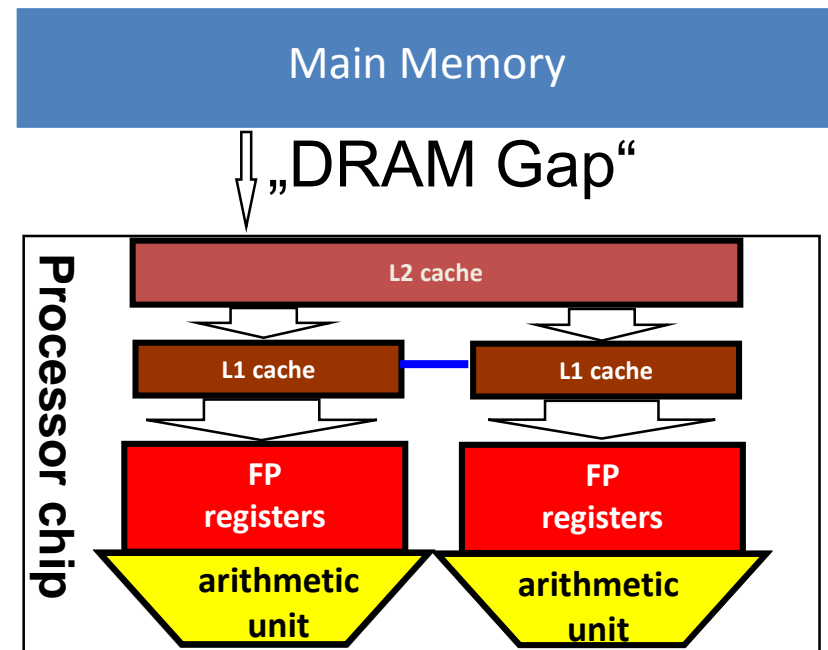 Main Memory
„DRAM Gap“
Processor chip
L2 cache
L1 cache
L1 cache
FP
registers
FP
registers
arithmetic
unit
arithmetic
unit